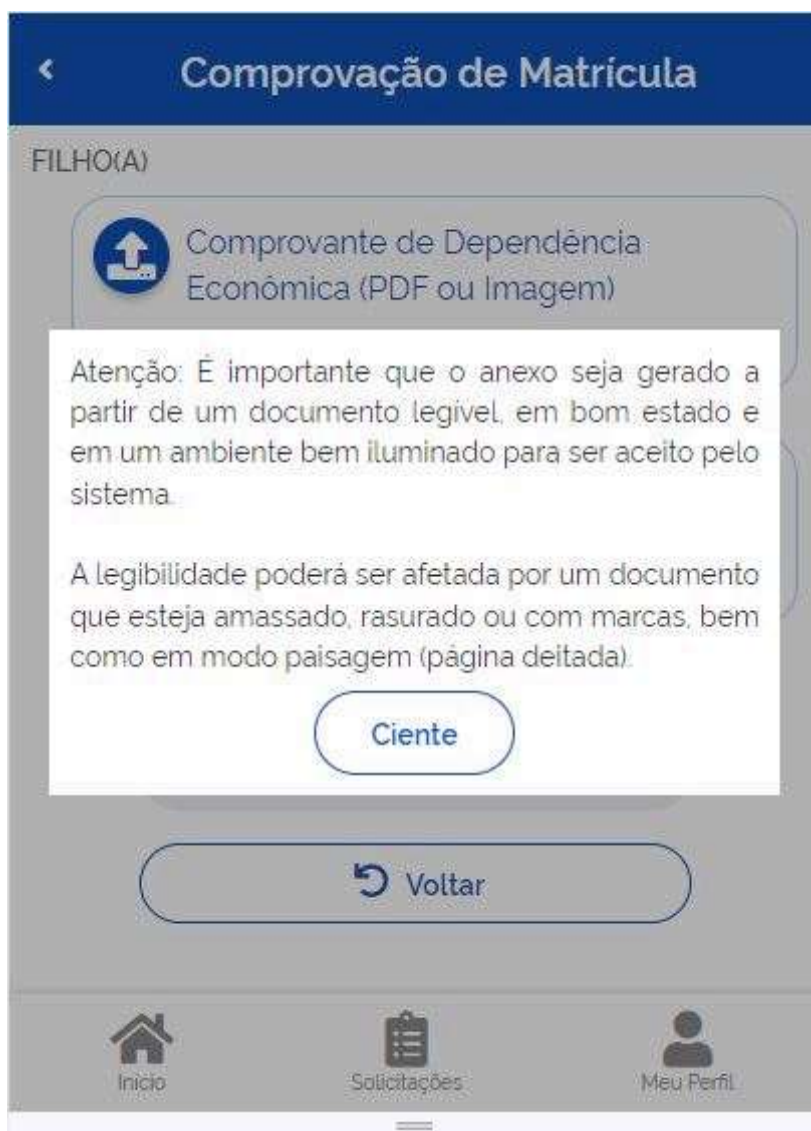 Comprovação de Matrícula
FILHO(A)
Comprovante de Dependência
Econômica (PDF ou Imagem)
Atenção: É importante que o anexo seja gerado a
partir de um documento legível, em bom estado e
em um ambiente bem iluminado para ser aceito pelo
sistema.
A legibilidade poderá ser afetada por um documento
que esteja amassado, rasurado ou com marcas, bem
como em modo paisagem (página deitada).
Ciente
Voltar
Início
Solicitações
Meu Perfil